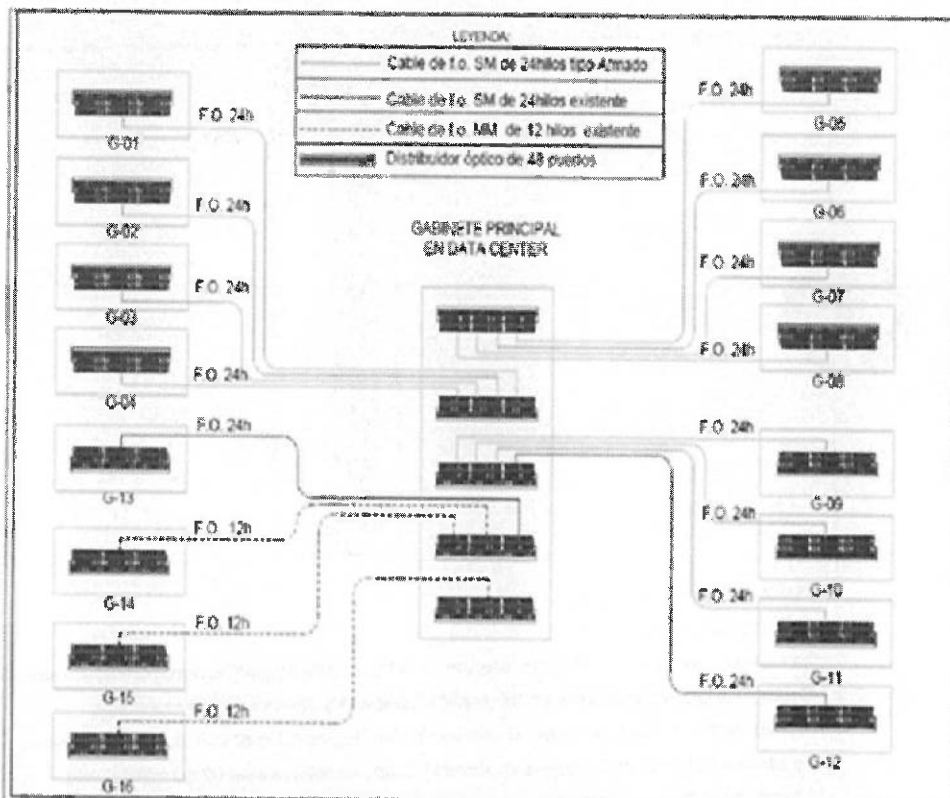 LEYENDA:
Cable de f.o. SM de 24hilos tipo Armado
Cable de f.o. SM de 24hilos existente
Cable de f.o. MM de 12 hilos existente
Distribuidor óptico de 48 puertos
GABINETE PRINCIPAL
EN DATA CENTER
F.O. 24h
G-01
F.O. 24h
G-02
F.O. 24h
G-03
F.O. 24h
G-04
F.O. 24h
G-13
F.O. 12h
G-14
F.O. 12h
G-15
F.O. 12h
G-16
F.O. 24h
G-05
F.O. 24h
G-06
F.O. 24h
G-07
F.O. 24h
G-08
F.O. 24h
G-09
F.O. 24h
G-10
F.O. 24h
G-11
F.O. 24h
G-12